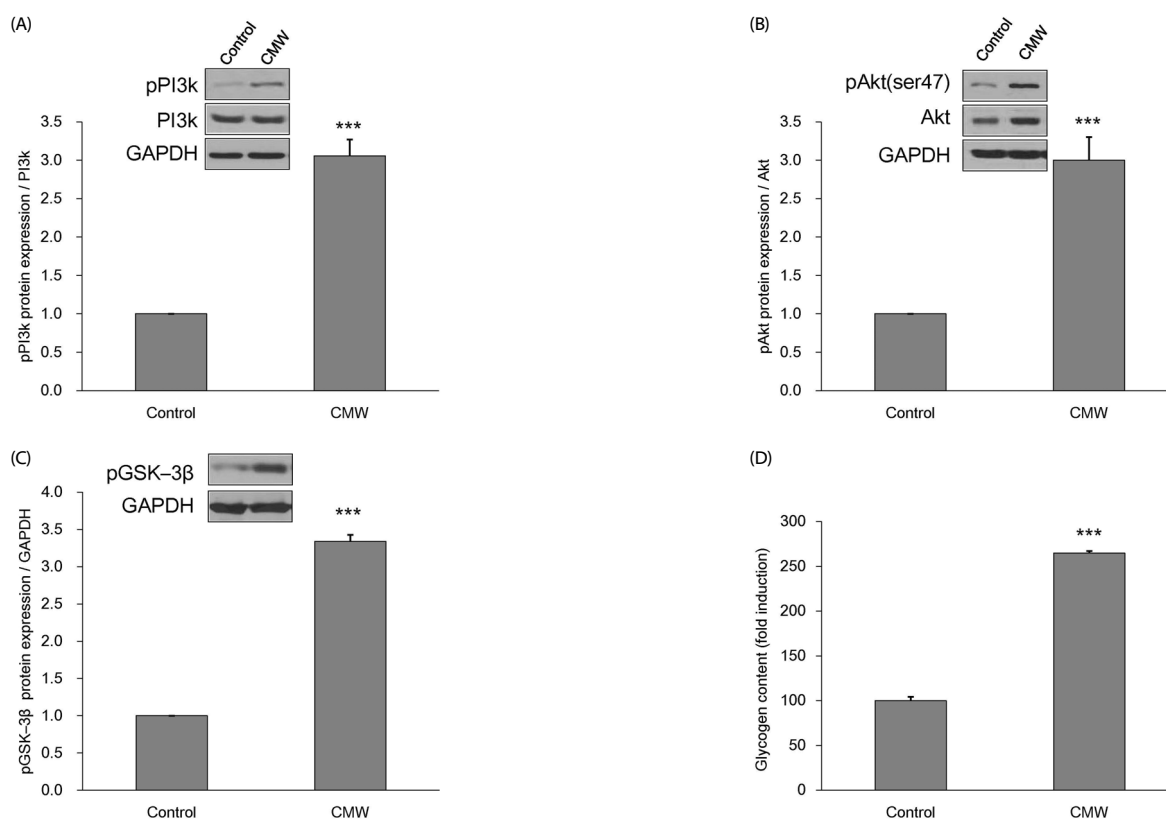 (A)
Control
CMW
pPI3k
PI3k
GAPDH
***
3.5
3.0
2.5
2.0
1.5
1.0
0.5
0.0
pPI3k protein expression / PI3k
Control
CMW
(B)
Control
CMW
pAkt(ser47)
Akt
GAPDH
***
3.5
3.0
2.5
2.0
1.5
1.0
0.5
0.0
pAkt protein expression / Akt
Control
CMW
(C)
pGSK–3β
GAPDH
***
4.0
3.5
3.0
2.5
2.0
1.5
1.0
0.5
0.0
pGSK–3β protein expression / GAPDH
Control
CMW
(D)
***
300
250
200
150
100
50
0
Glycogen content (fold induction)
Control
CMW